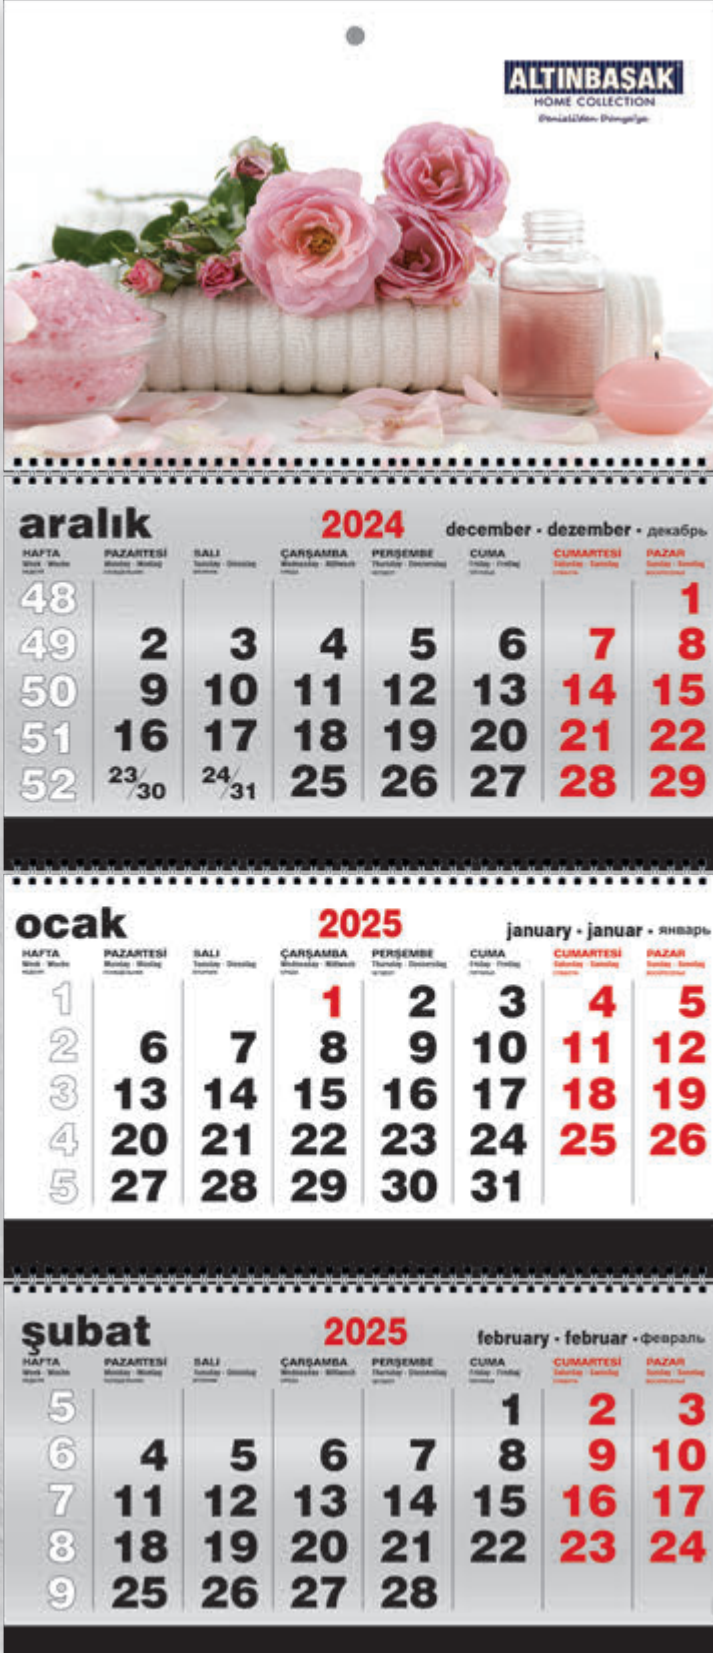 ALTINBAŞAK
HOME COLLECTION
Denizli'den Dünya'ya
aralık 2024 december - dezember - декабрь
HAFTA PAZARTESİ SALI ÇARŞAMBA PERŞEMBE CUMA CUMARTESİ PAZAR
48 1
49 2 3 4 5 6 7 8
50 9 10 11 12 13 14 15
51 16 17 18 19 20 21 22
52 23/30 24/31 25 26 27 28 29
ocak 2025 january - januar - январь
HAFTA PAZARTESİ SALI ÇARŞAMBA PERŞEMBE CUMA CUMARTESİ PAZAR
1 1 2 3 4 5
2 6 7 8 9 10 11 12
3 13 14 15 16 17 18 19
4 20 21 22 23 24 25 26
5 27 28 29 30 31
şubat 2025 february - februar - февраль
HAFTA PAZARTESİ SALI ÇARŞAMBA PERŞEMBE CUMA CUMARTESİ PAZAR
5 1 2 3
6 4 5 6 7 8 9 10
7 11 12 13 14 15 16 17
8 18 19 20 21 22 23 24
9 25 26 27 28